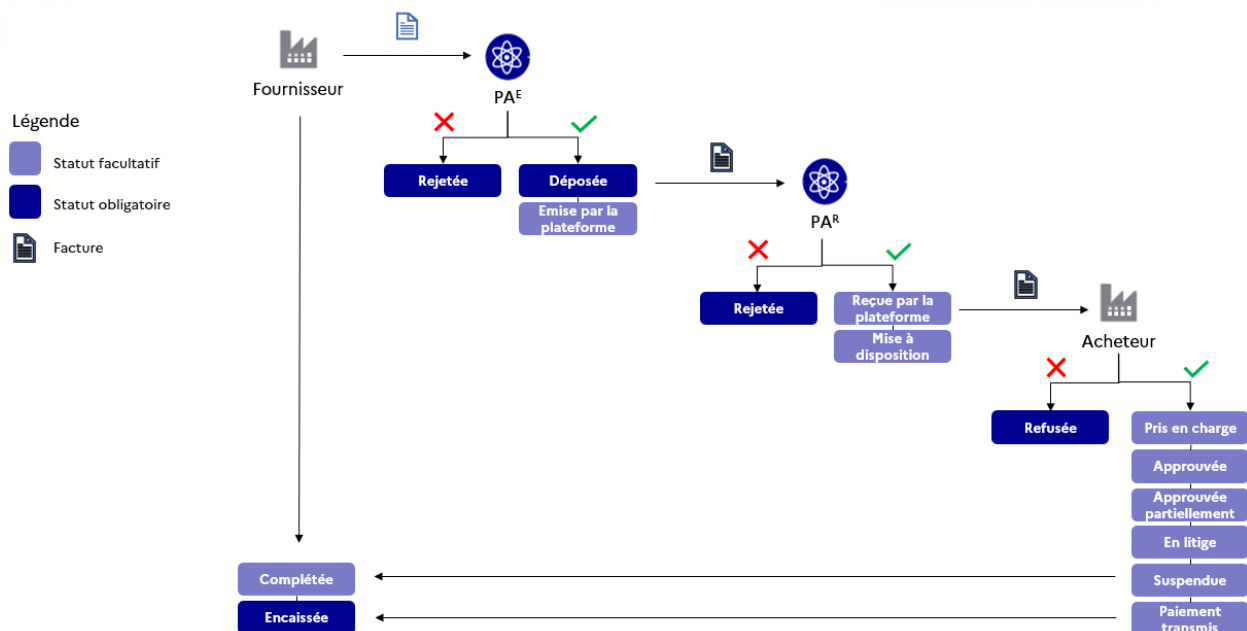 Fournisseur
PAᴱ
Légende
Statut facultatif
Statut obligatoire
Facture
Rejetée
Déposée
Emise par la
plateforme
PAᴿ
Rejetée
Reçue par la
plateforme
Mise à
disposition
Acheteur
Refusée
Pris en charge
Approuvée
Approuvée
partiellement
En litige
Suspendue
Paiement
transmis
Complétée
Encaissée